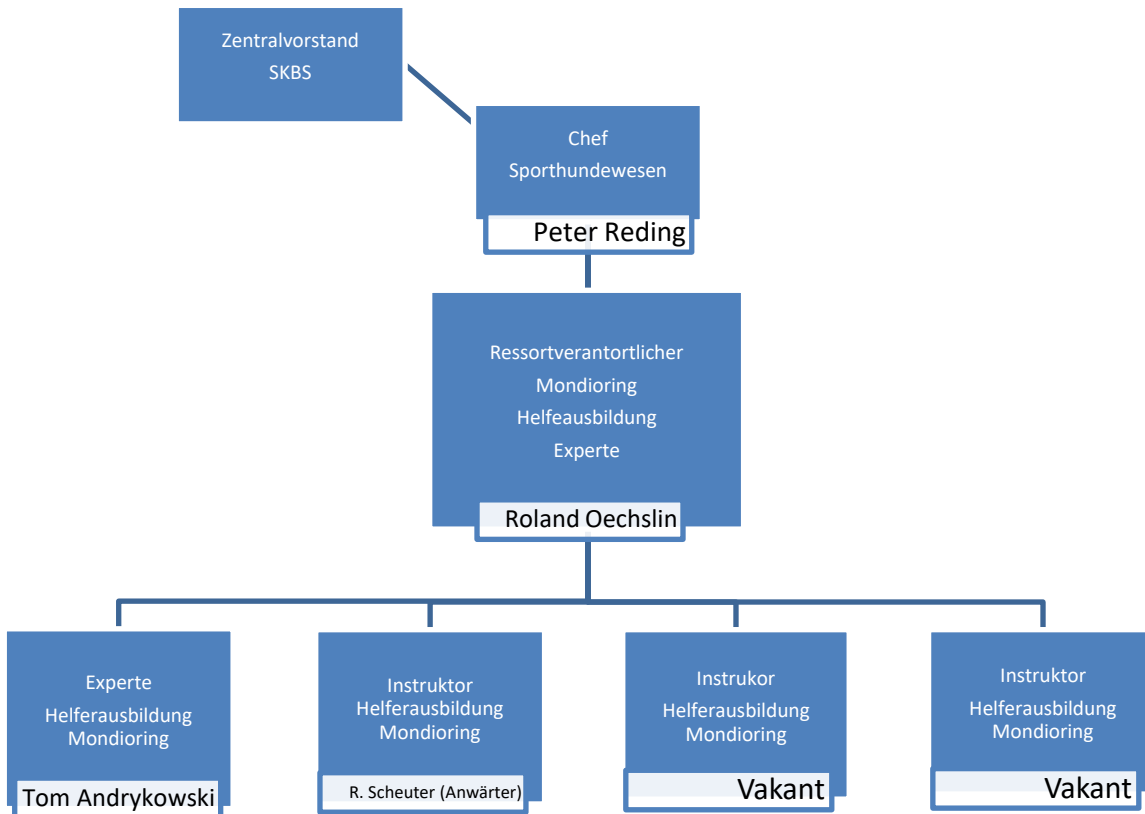 Zentralvorstand
SKBS
Chef
Sporthundewesen
Peter Reding
Ressortverantortlicher
Mondioring
Helfeausbildung
Experte
Roland Oechslin
Experte
Helferausbildung
Mondioring
Tom Andrykowski
Instruktor
Helferausbildung
Mondioring
R. Scheuter (Anwärter)
Instrukor
Helferausbildung
Mondioring
Vakant
Instruktor
Helferausbildung
Mondioring
Vakant